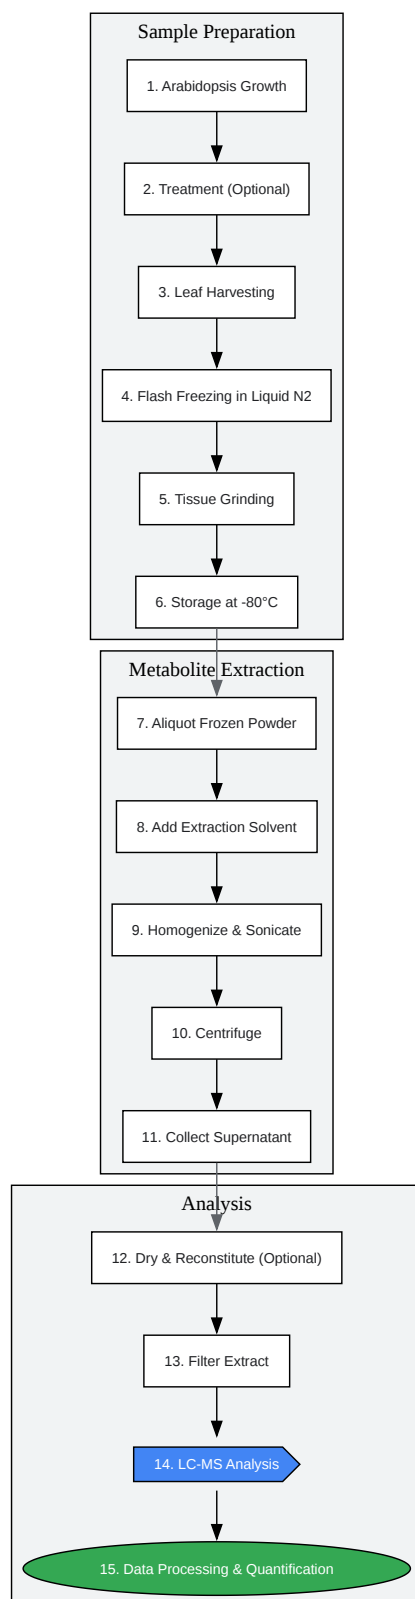 Sample Preparation
1. Arabidopsis Growth
2. Treatment (Optional)
3. Leaf Harvesting
4. Flash Freezing in Liquid N2
5. Tissue Grinding
6. Storage at -80°C
Metabolite Extraction
7. Aliquot Frozen Powder
8. Add Extraction Solvent
9. Homogenize & Sonicate
10. Centrifuge
11. Collect Supernatant
Analysis
12. Dry & Reconstitute (Optional)
13. Filter Extract
14. LC-MS Analysis
15. Data Processing & Quantification